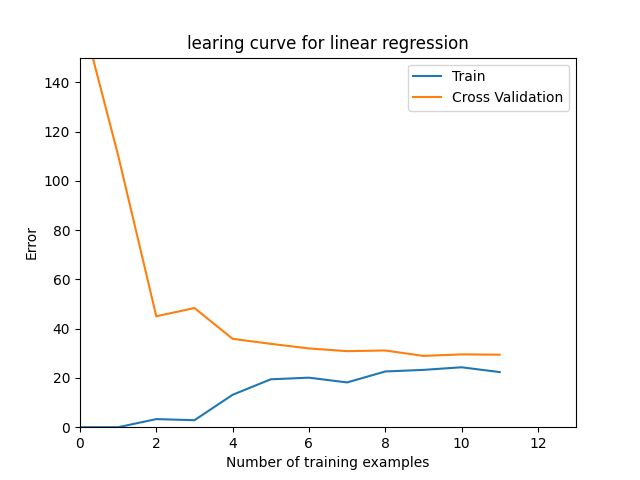 learing curve for linear regression
Train
Cross Validation
140
120
100
80
60
40
20
0
Error
0 2 4 6 8 10 12
Number of training examples